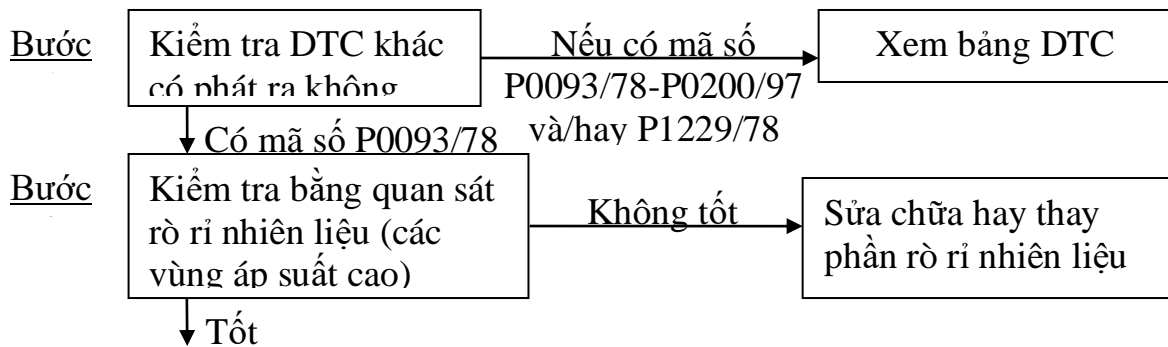 Bước
Kiểm tra DTC khác
có phát ra không
Nếu có mã số
P0093/78-P0200/97
và/hay P1229/78
Xem bảng DTC
Có mã số P0093/78
Bước
Kiểm tra bằng quan sát
rò rỉ nhiên liệu (các
vùng áp suất cao)
Không tốt
Sửa chữa hay thay
phần rò rỉ nhiên liệu
Tốt